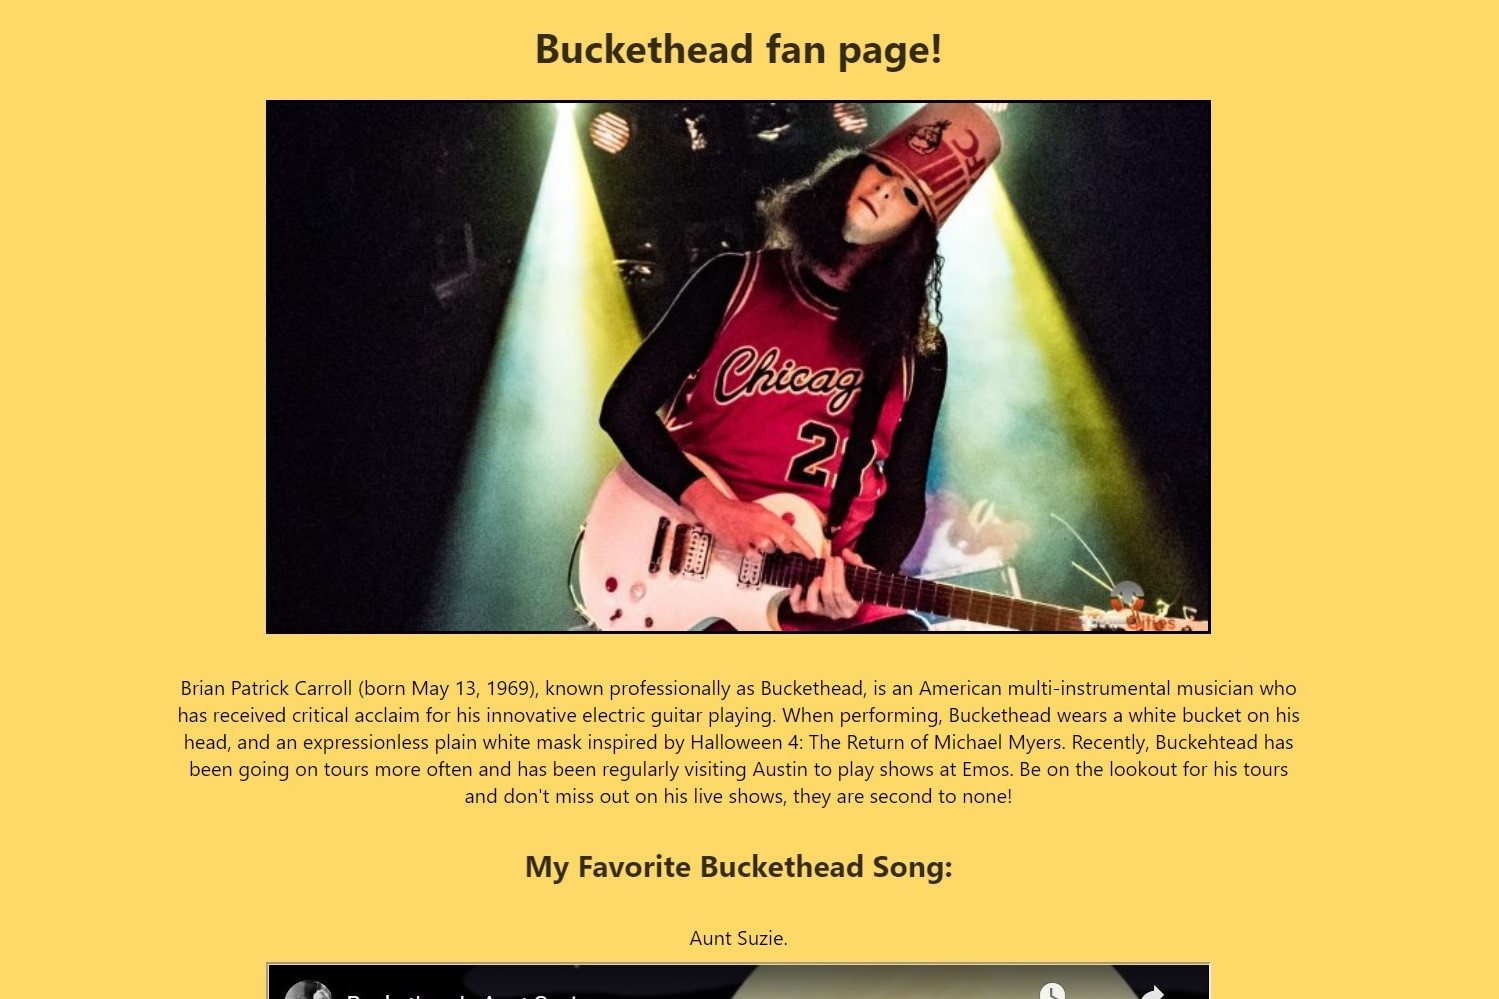 Buckethead fan page!
FC
Chicag
2
Brian Patrick Carroll (born May 13, 1969), known professionally as Buckethead, is an American multi-instrumental musician who
has received critical acclaim for his innovative electric guitar playing. When performing, Buckethead wears a white bucket on his
head, and an expressionless plain white mask inspired by Halloween 4: The Return of Michael Myers. Recently, Buckehtead has
been going on tours more often and has been regularly visiting Austin to play shows at Emos. Be on the lookout for his tours
and don't miss out on his live shows, they are second to none!
My Favorite Buckethead Song:
Aunt Suzie.